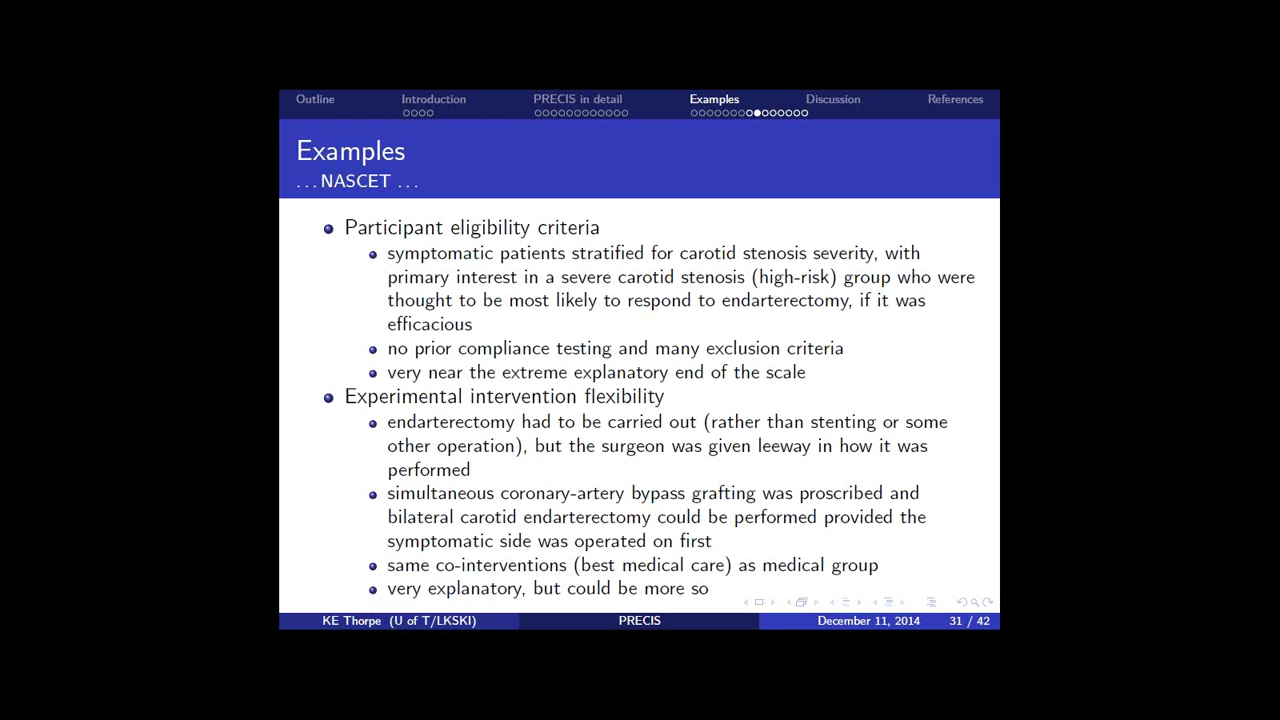 Outline Introduction PRECIS in detail Examples Discussion References
Examples
...NASCET ...
Participant eligibility criteria
symptomatic patients stratified for carotid stenosis severity, with
primary interest in a severe carotid stenosis (high-risk) group who were
thought to be most likely to respond to endarterectomy, if it was
efficacious
no prior compliance testing and many exclusion criteria
very near the extreme explanatory end of the scale
Experimental intervention flexibility
endarterectomy had to be carried out (rather than stenting or some
other operation), but the surgeon was given leeway in how it was
performed
simultaneous coronary-artery bypass grafting was proscribed and
bilateral carotid endarterectomy could be performed provided the
symptomatic side was operated on first
same co-interventions (best medical care) as medical group
very explanatory, but could be more so
KE Thorpe (U of T/LKSKI) PRECIS December 11, 2014 31 / 42